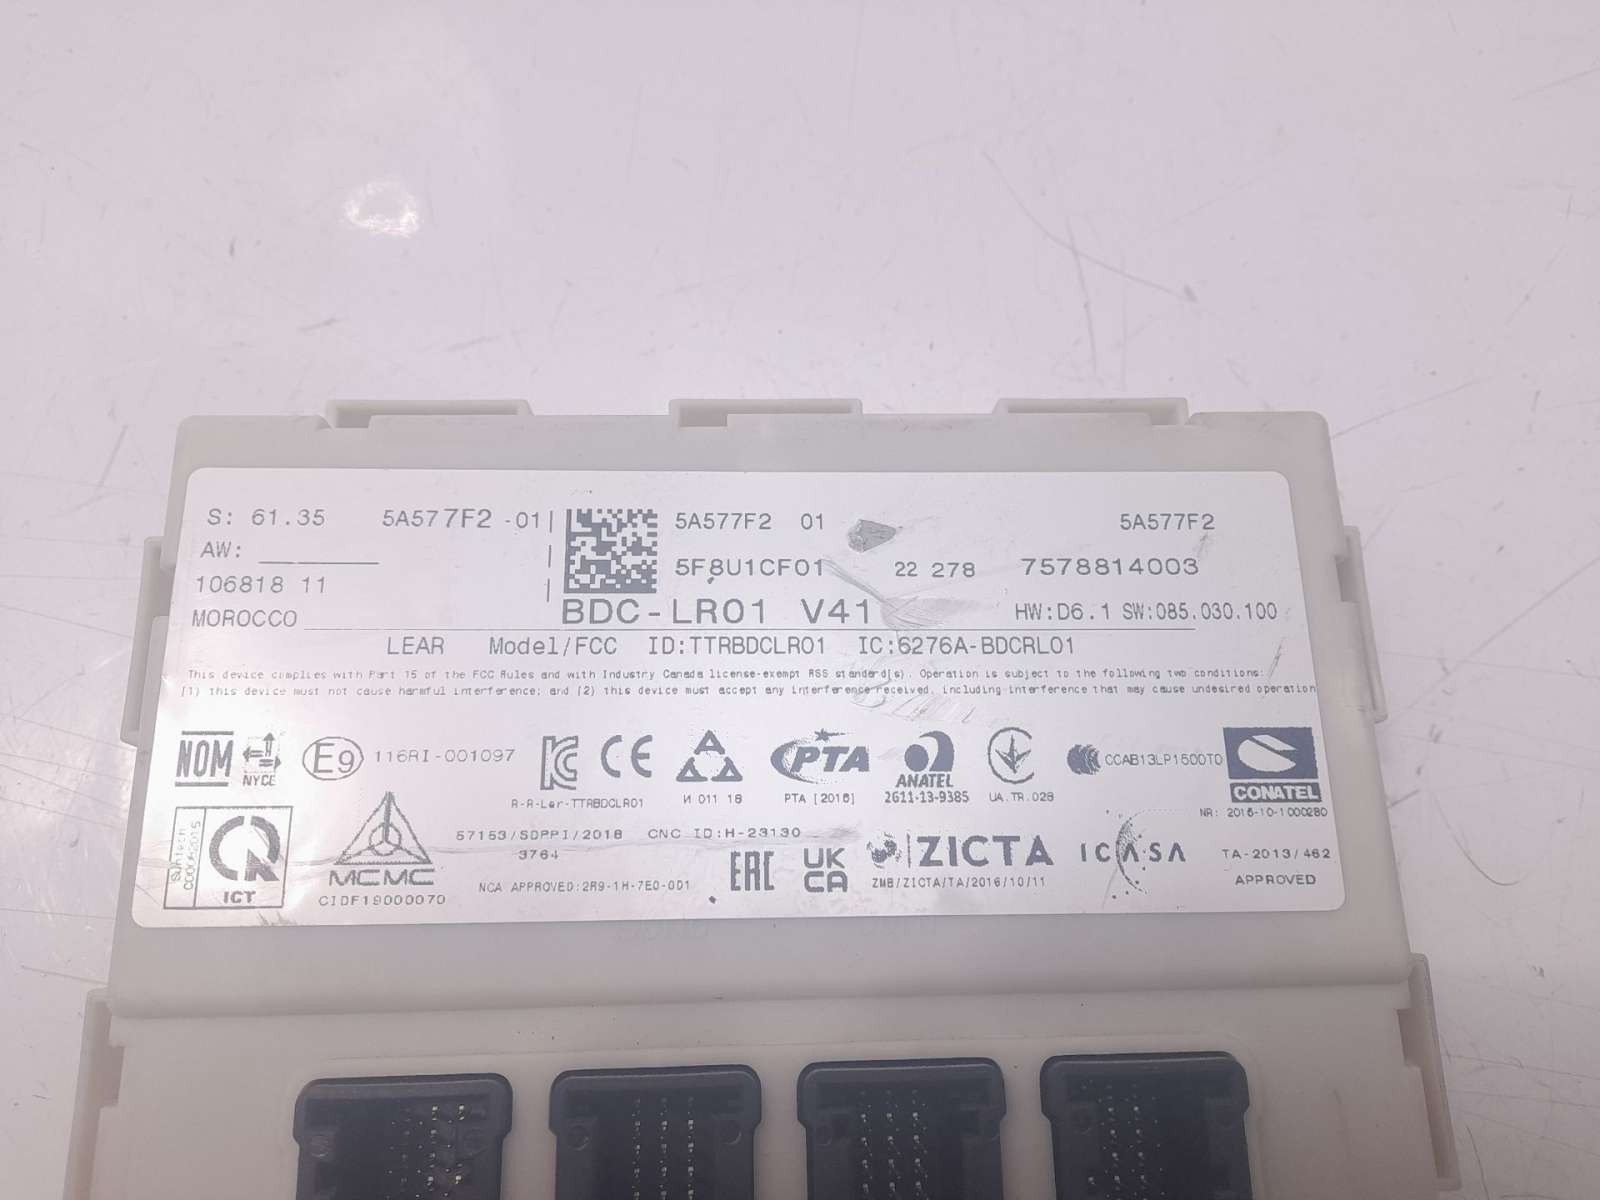 S: 61.35 5A577F2 -01
AW:
106818 11
MOROCCO
5A577F2 01 5A577F2
5F8U1CF01 22 278 7578814003
BDC-LR01 V41 HW:D6.1 SW:085.030.100
LEAR Model/FCC ID:TTRBDCLR01 IC:6276A-BDCRL01
This device complies with Part 15 of the FCC Rules and with Industry Canada license-exempt RSS standard(s). Operation is subject to the following two conditions:
(1) this device must not cause harmful interference; and (2) this device must accept any interference received, including interference that may cause undesired operation
NOM NYCE E9 116RI-001097 CE PTA ANATEL CCAB13LP1500T0 CONATEL
R-R-Ler-TTRBDCLR01 И 011 18 PTA [2016] 2611-13-9385 UA.TR.028 NR: 2016-10-1000280
ICT
MCMC
CIDF19000070
57153/SDPPI/2018 CNC ID:H-23130
3764
NCA APPROVED:2R9-1H-7E0-0D1
EAC UKCA ZICTA ICASA TA-2013/462
ZMB/ZICTA/TA/2016/10/11 APPROVED